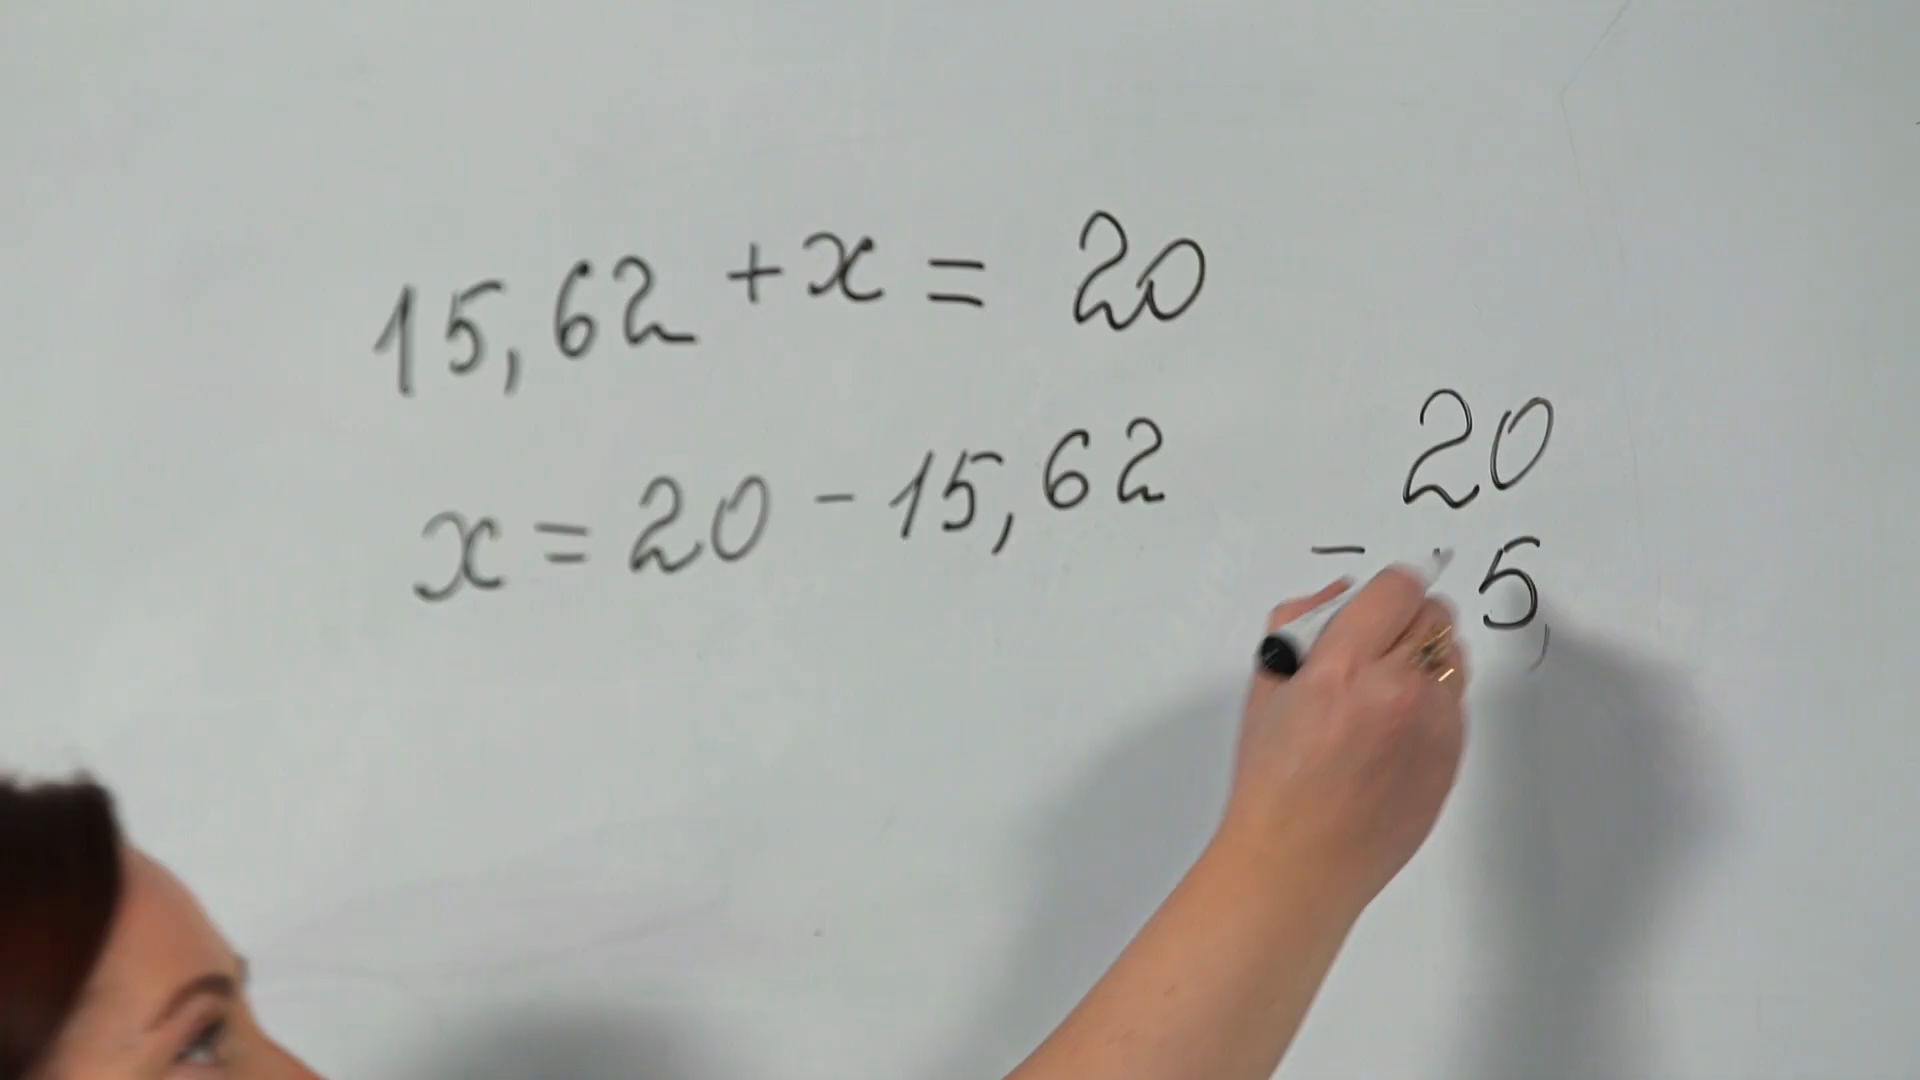 15,62 + x = 20
x = 20 - 15,62
20
- 5,